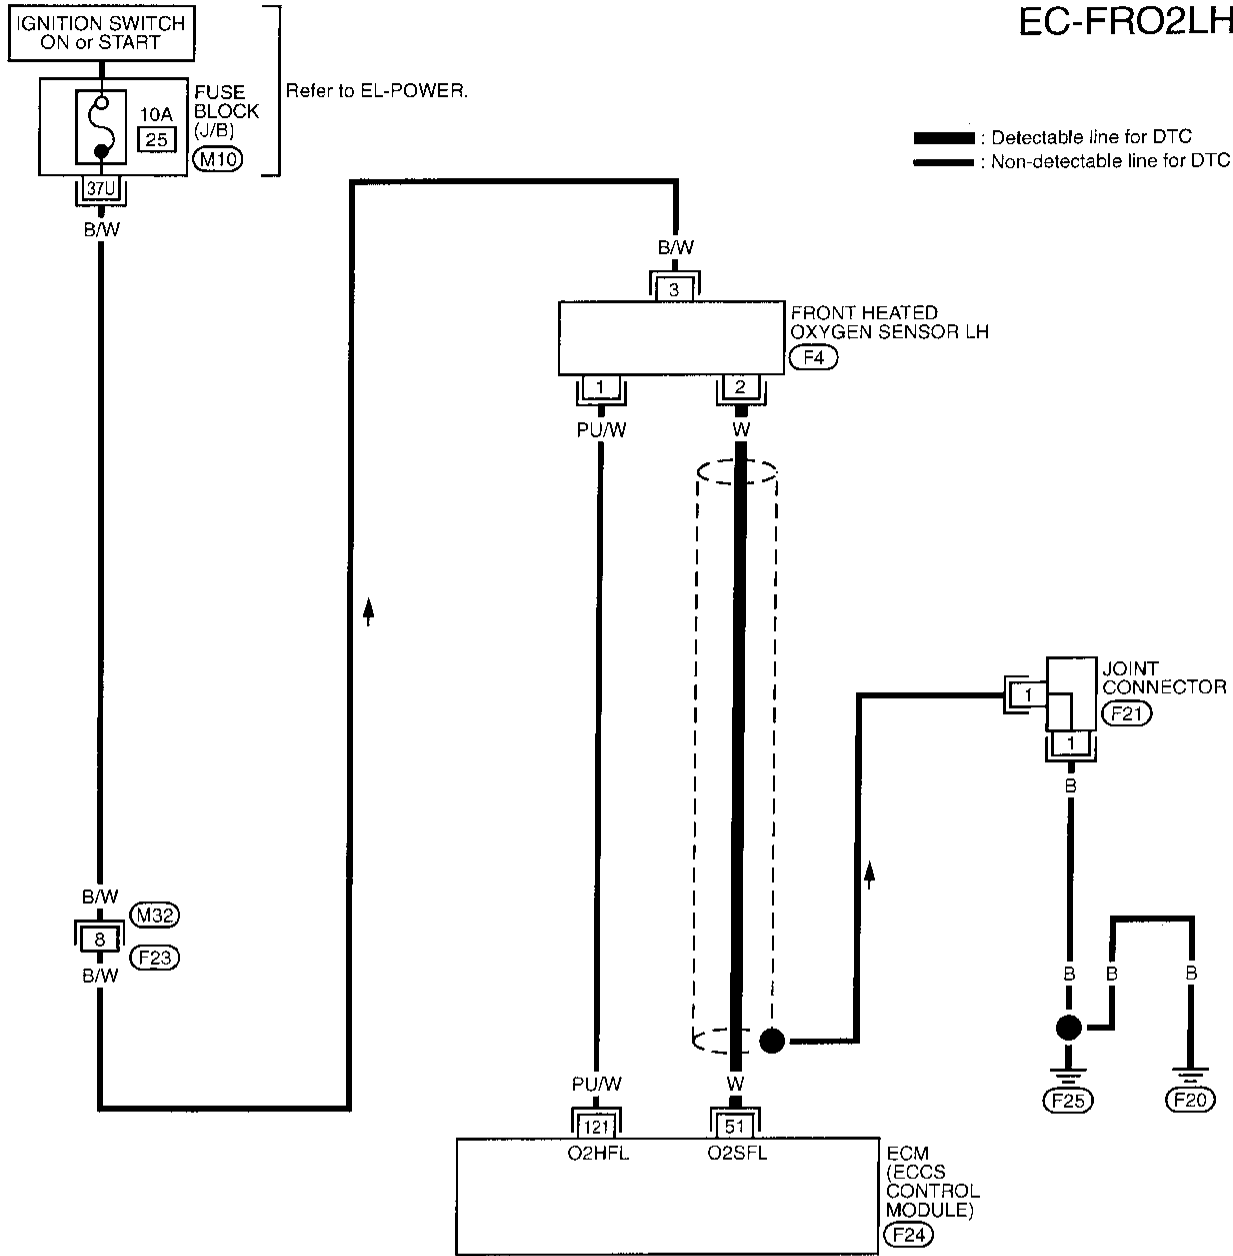 EC-FRO2LH
IGNITION SWITCH
ON or START
FUSE
BLOCK
(J/B)
M10
10A
25
37U
Refer to EL-POWER.
: Detectable line for DTC
: Non-detectable line for DTC
B/W
B/W
3
FRONT HEATED
OXYGEN SENSOR LH
F4
1
2
PU/W
W
JOINT
CONNECTOR
F21
1
1
B
B/W
M32
8
F23
B/W
B
B
B
F25
F20
PU/W
W
121
51
O2HFL
O2SFL
ECM
(ECCS
CONTROL
MODULE)
F24